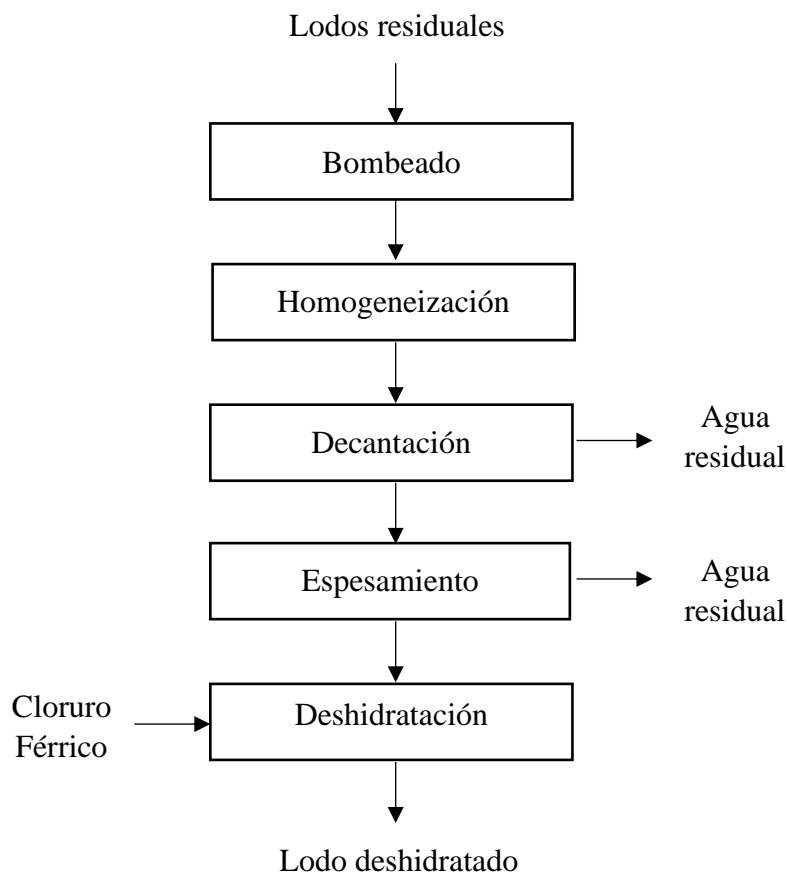 Lodos residuales
Bombeado
Homogeneización
Decantación
Agua
residual
Espesamiento
Agua
residual
Cloruro
Férrico
Deshidratación
Lodo deshidratado